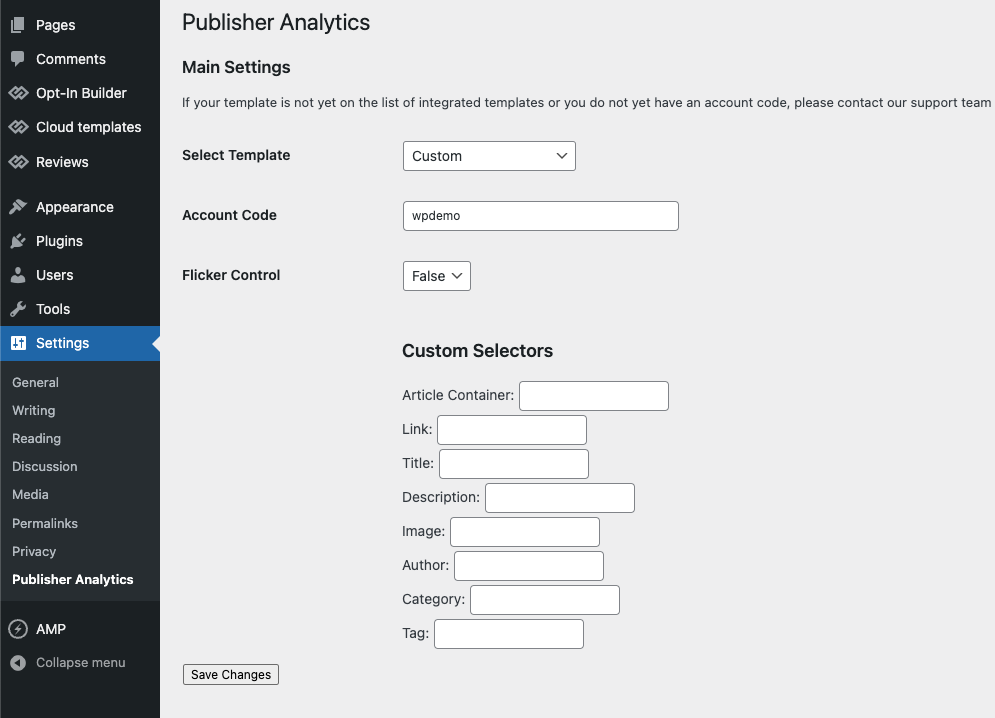 Pages
Comments
Opt-In Builder
Cloud templates
Reviews
Appearance
Plugins
Users
Tools
Settings
General
Writing
Reading
Discussion
Media
Permalinks
Privacy
Publisher Analytics
AMP
Collapse menu
Publisher Analytics
Main Settings
If your template is not yet on the list of integrated templates or you do not yet have an account code, please contact our support team
Select Template Custom
Account Code wpdemo
Flicker Control False
Custom Selectors
Article Container:
Link:
Title:
Description:
Image:
Author:
Category:
Tag:
Save Changes